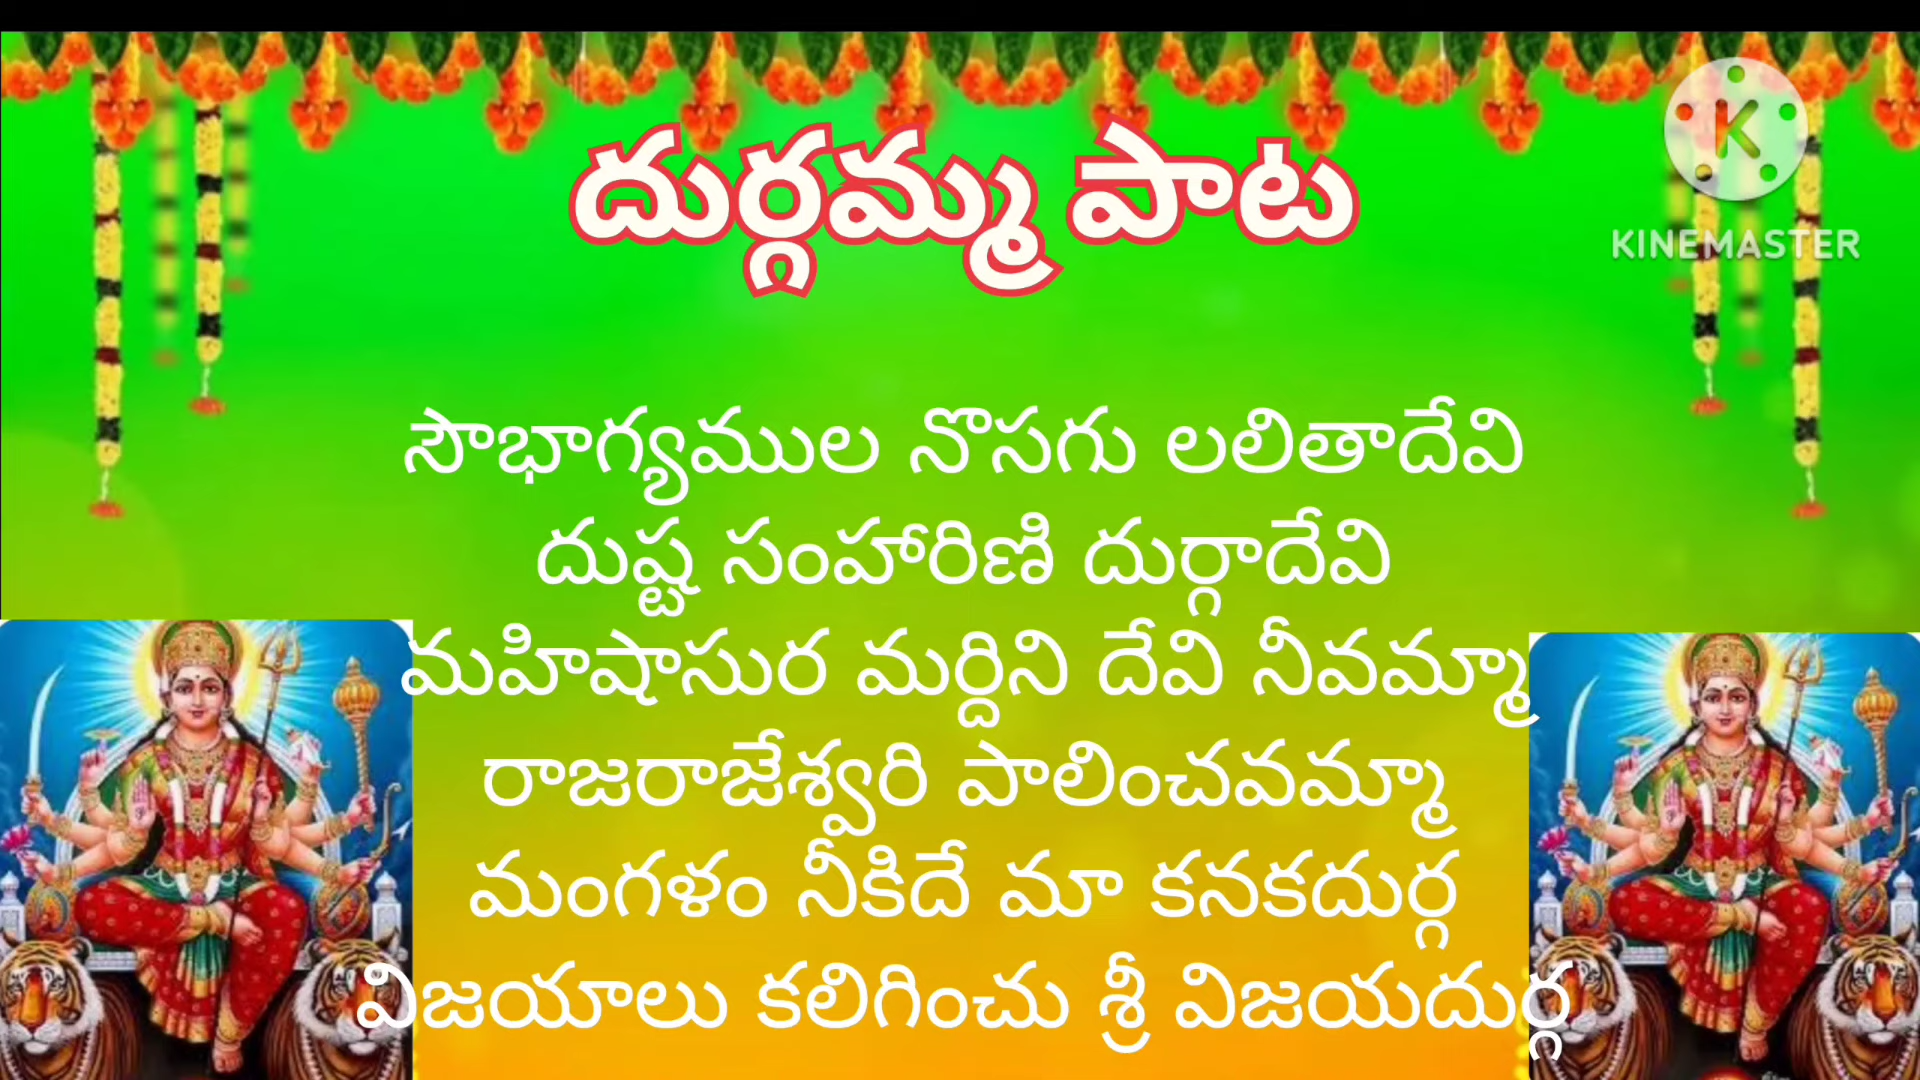 దుర్గమ్మ పాట
KINEMASTER
సౌభాగ్యముల నొసగు లలితాదేవి
దుష్ట సంహారిణి దుర్గాదేవి
మహిషాసుర మర్దిని దేవి నీవమ్మా
రాజరాజేశ్వరి పాలించవమ్మా
మంగళం నీకిదే మా కనకదుర్గ
విజయాలు కలిగించు శ్రీ విజయదుర్గ